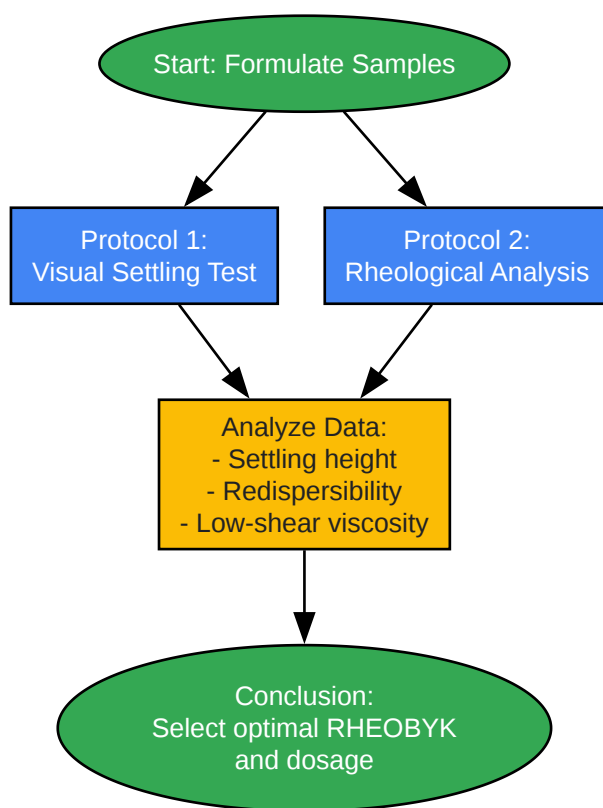 Start: Formulate Samples
Protocol 1:
Visual Settling Test
Protocol 2:
Rheological Analysis
Analyze Data:
- Settling height
- Redispersibility
- Low-shear viscosity
Conclusion:
Select optimal RHEOBYK
and dosage